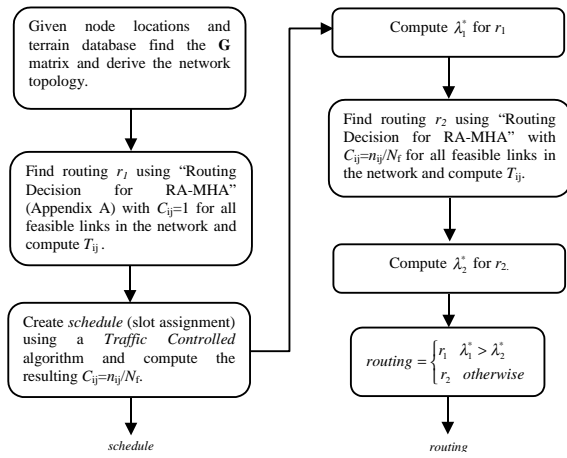 Given node locations and
terrain database find the G
matrix and derive the network
topology.
Find routing r1 using “Routing
Decision for RA-MHA”
(Appendix A) with Cij=1 for all
feasible links in the network and
compute Tij .
Create schedule (slot assignment)
using a Traffic Controlled
algorithm and compute the
resulting Cij=nij/Nf.
schedule
Compute λ1* for r1
Find routing r2 using “Routing
Decision for RA-MHA” with
Cij=nij/Nf for all feasible links in
the network and compute Tij.
Compute λ2* for r2.
routing = { r1 λ1* > λ2*
r2 otherwise
routing